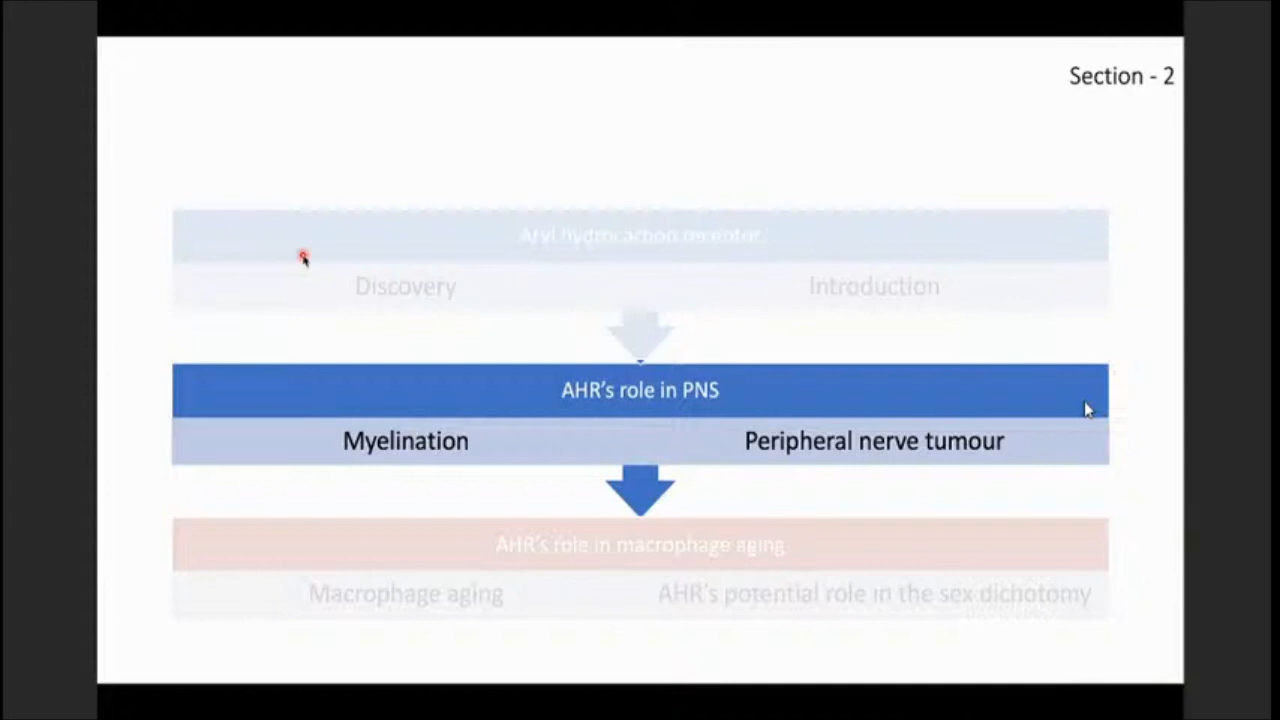 Section - 2
Aryl hydrocarbon receptor
Discovery
Introduction
AHR's role in PNS
Myelination
Peripheral nerve tumour
AHR's role in macrophage aging
Macrophage aging
AHR's potential role in the sex dichotomy